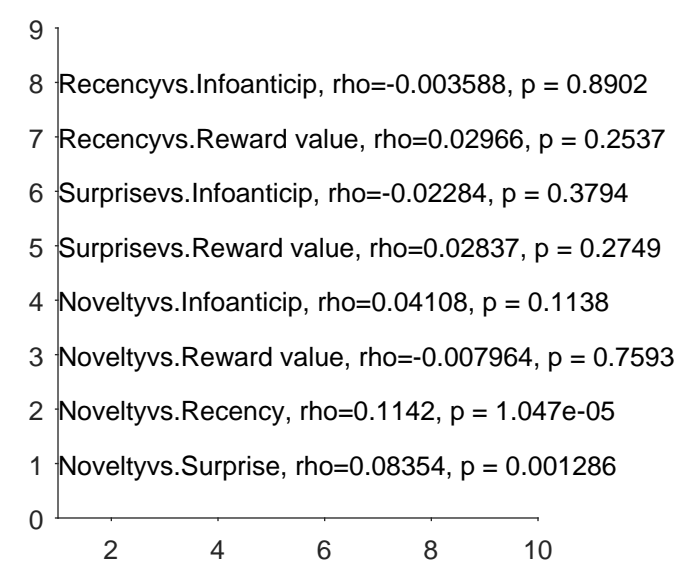 9
8 Recencyvs.Infoanticip, rho=-0.003588, p = 0.8902
7 Recencyvs.Reward value, rho=0.02966, p = 0.2537
6 Surprisevs.Infoanticip, rho=-0.02284, p = 0.3794
5 Surprisevs.Reward value, rho=0.02837, p = 0.2749
4 Noveltyvs.Infoanticip, rho=0.04108, p = 0.1138
3 Noveltyvs.Reward value, rho=-0.007964, p = 0.7593
2 Noveltyvs.Recency, rho=0.1142, p = 1.047e-05
1 Noveltyvs.Surprise, rho=0.08354, p = 0.001286
0
2 4 6 8 10